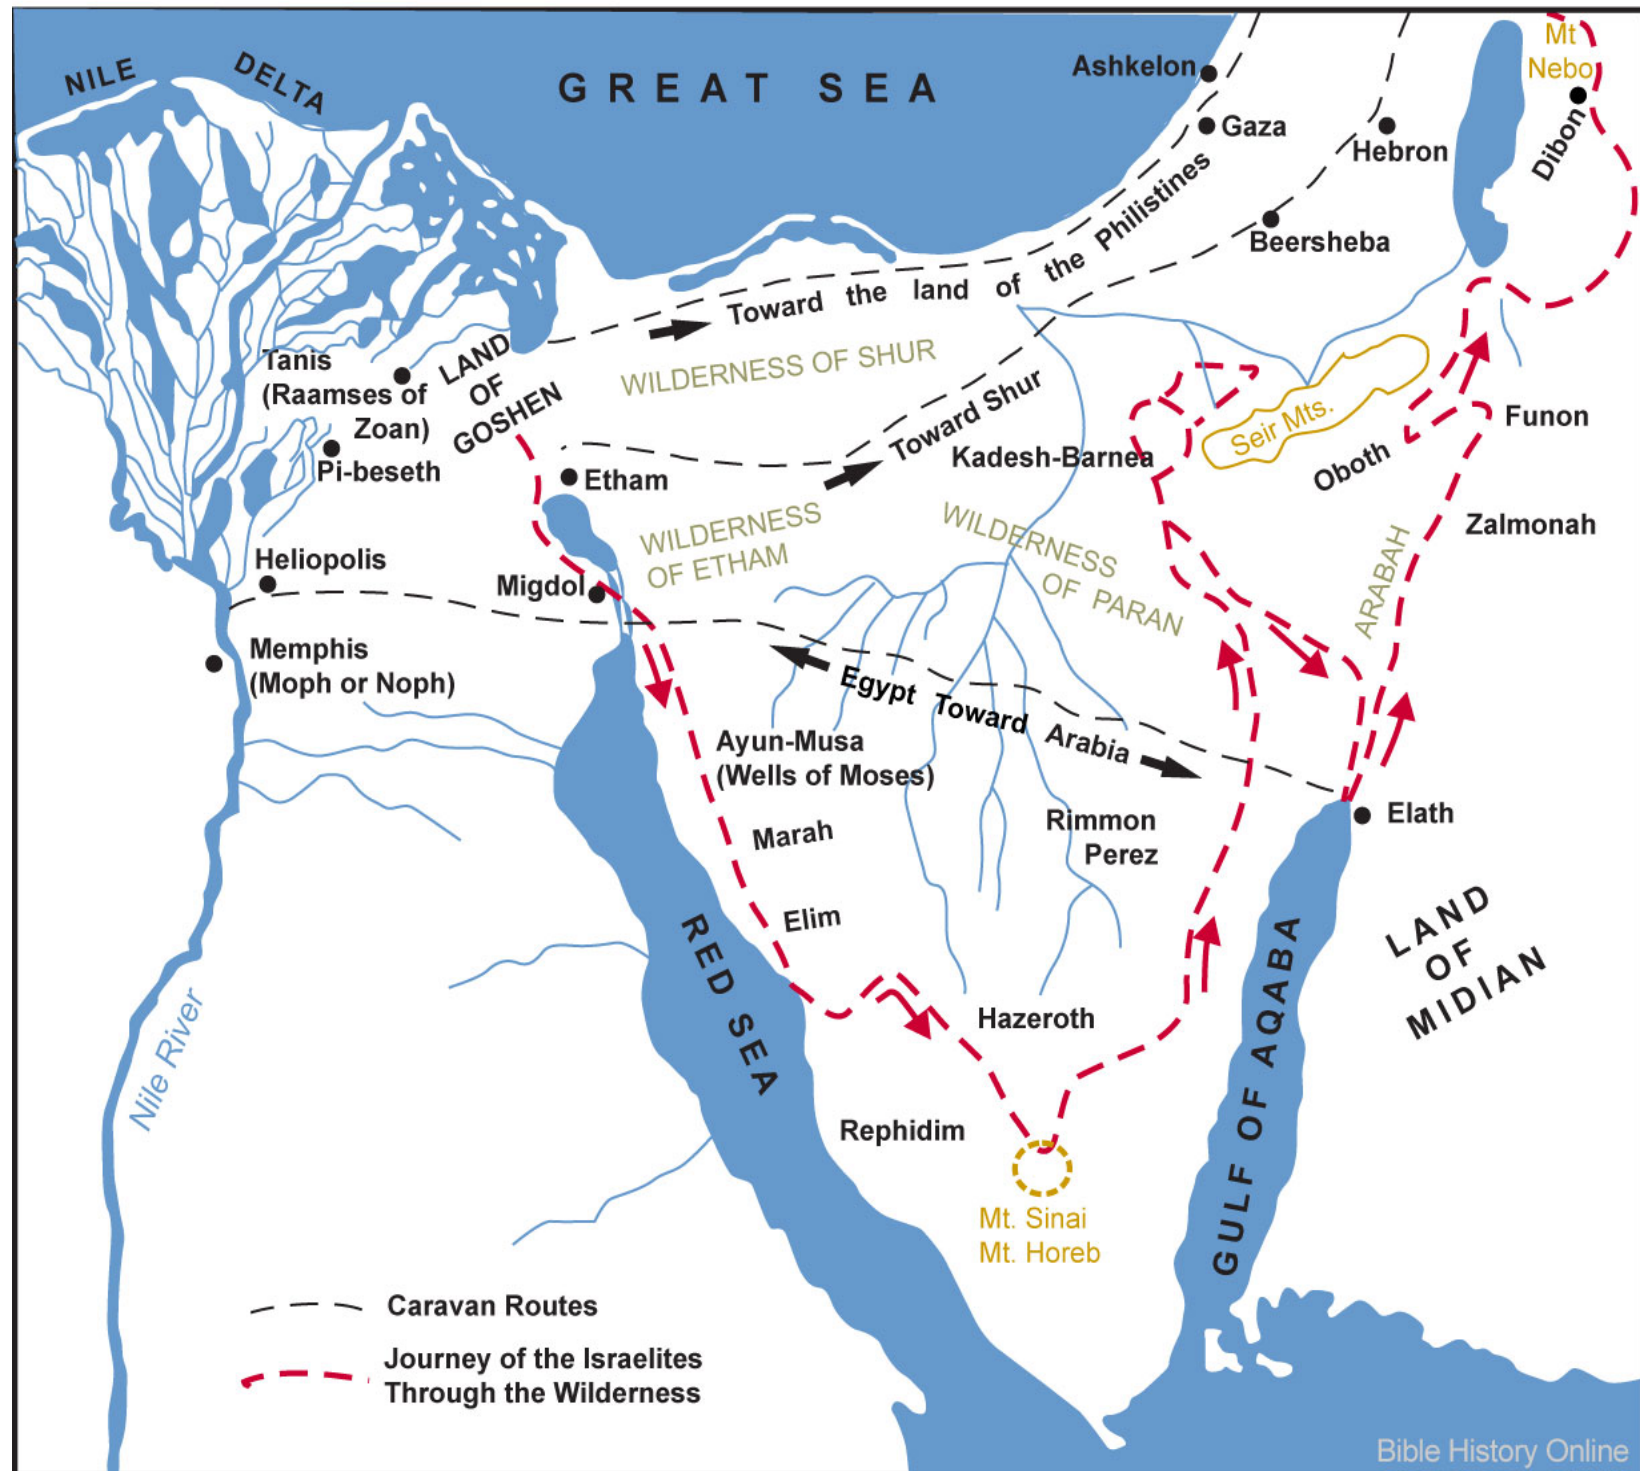 NILE DELTA
GREAT SEA
Mt
Nebo
Ashkelon
Gaza
Hebron
Dibon
Beersheba
Toward the land of the Philistines
WILDERNESS OF SHUR
Tanis
(Raamses of
Zoan)
LAND
OF
GOSHEN
Pi-beseth
Etham
Toward Shur
Kadesh-Barnea
Seir Mts.
Oboth
Funon
Zalmonah
WILDERNESS
OF ETHAM
WILDERNESS
OF PARAN
ARABAH
Heliopolis
Migdol
Memphis
(Moph or Noph)
Egypt Toward Arabia
Ayun-Musa
(Wells of Moses)
Marah
Elim
Rimmon
Perez
Elath
LAND
OF
MIDIAN
RED SEA
GULF OF AQABA
Nile River
Hazeroth
Rephidim
Mt. Sinai
Mt. Horeb
Caravan Routes
Journey of the Israelites
Through the Wilderness
Bible History Online